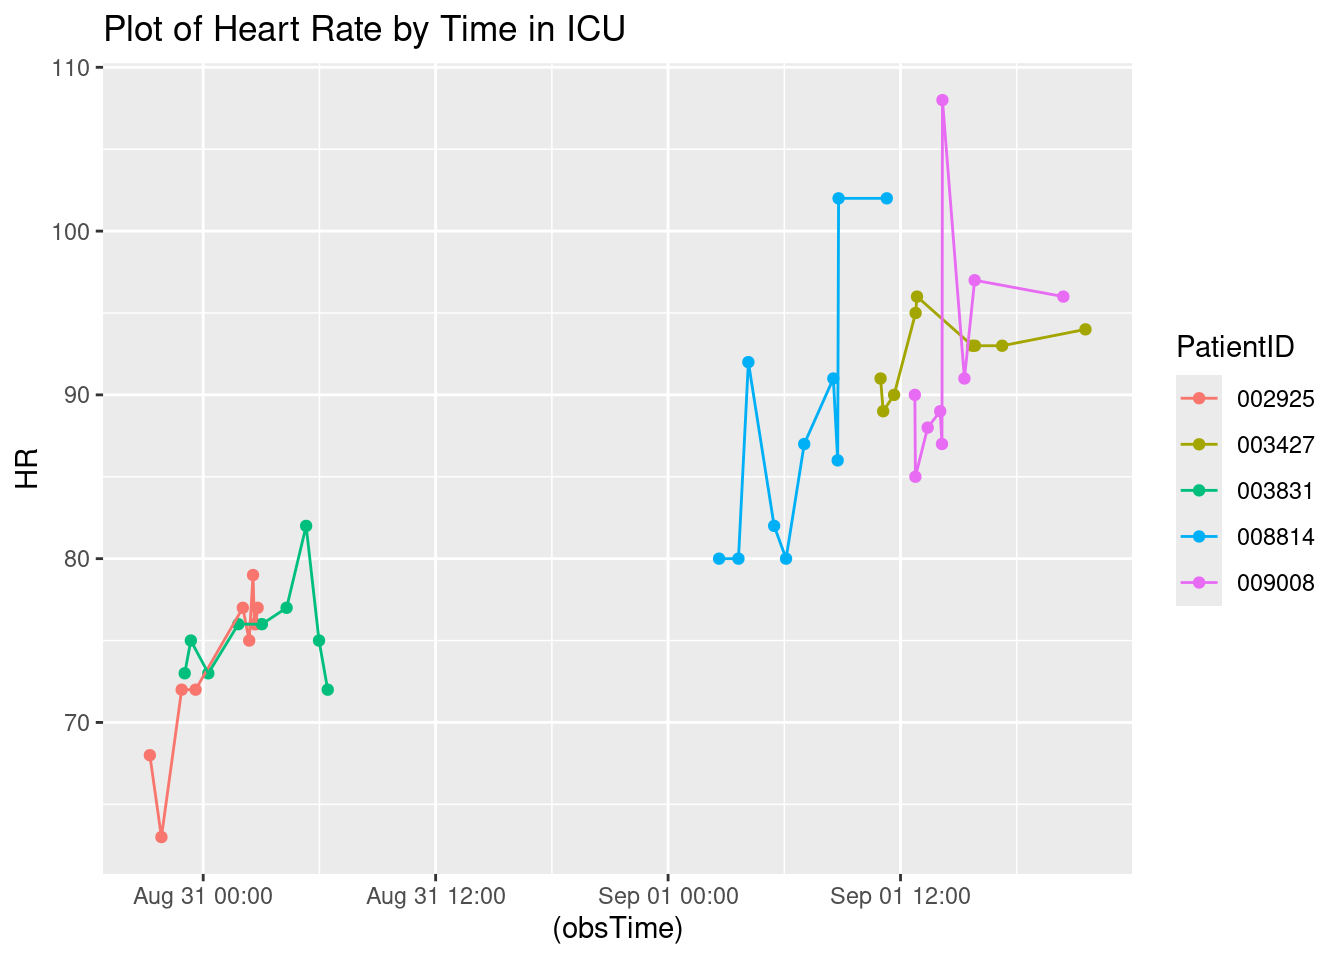 Plot of Heart Rate by Time in ICU
110
100
90
80
70
HR
Aug 31 00:00
Aug 31 12:00
Sep 01 00:00
Sep 01 12:00
(obsTime)
PatientID
002925
003427
003831
008814
009008